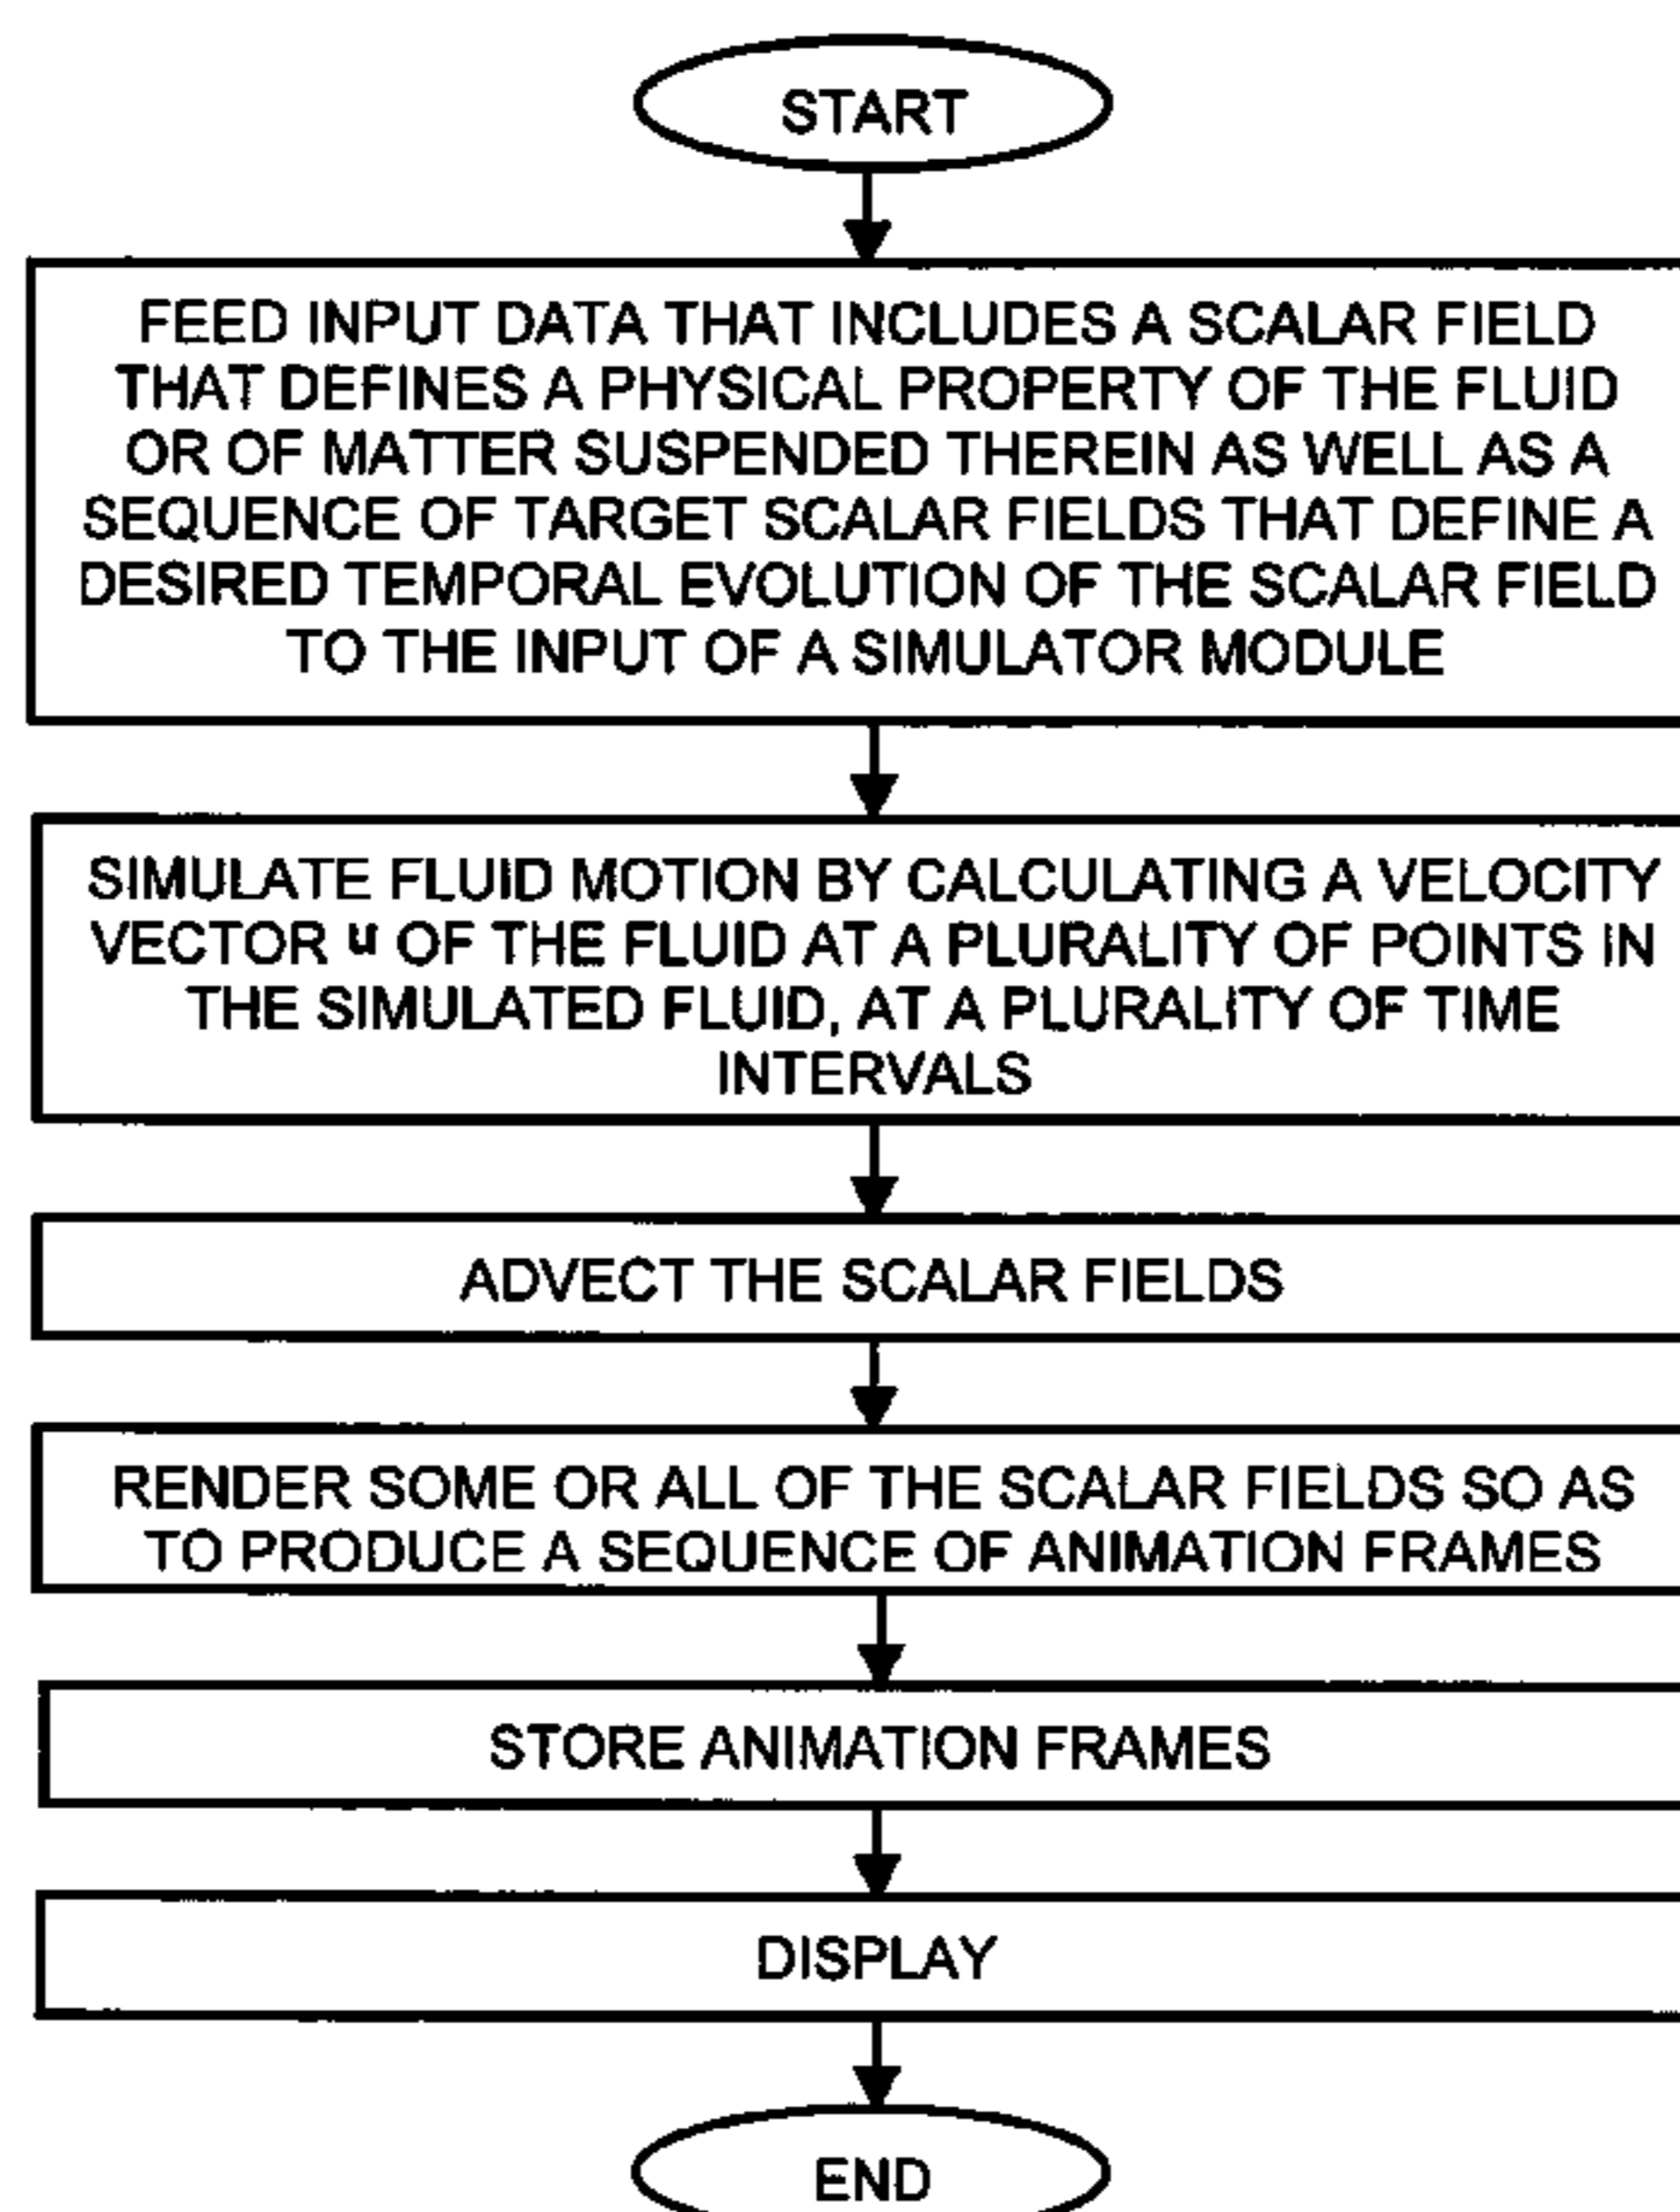 START
FEED INPUT DATA THAT INCLUDES A SCALAR FIELD
THAT DEFINES A PHYSICAL PROPERTY OF THE FLUID
OR OF MATTER SUSPENDED THEREIN AS WELL AS A
SEQUENCE OF TARGET SCALAR FIELDS THAT DEFINE A
DESIRED TEMPORAL EVOLUTION OF THE SCALAR FIELD
TO THE INPUT OF A SIMULATOR MODULE
SIMULATE FLUID MOTION BY CALCULATING A VELOCITY
VECTOR u OF THE FLUID AT A PLURALITY OF POINTS IN
THE SIMULATED FLUID, AT A PLURALITY OF TIME
INTERVALS
ADVECT THE SCALAR FIELDS
RENDER SOME OR ALL OF THE SCALAR FIELDS SO AS
TO PRODUCE A SEQUENCE OF ANIMATION FRAMES
STORE ANIMATION FRAMES
DISPLAY
END